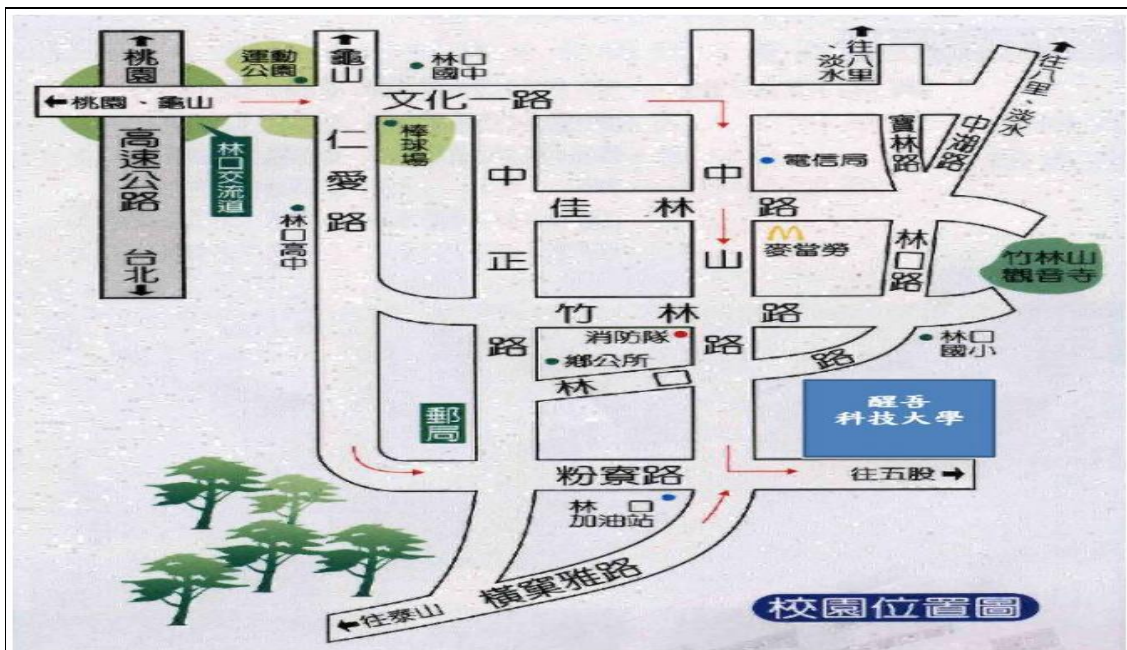 桃園
運動
公園
龜山
林口
國中
往八里
、淡水
往八里、淡水
←桃園、龜山
文化一路
高速公路
台北
林口交流道
仁愛路
棒球場
中正路
中山路
電信局
寶林路
中湖路
林口高中
佳林路
麥當勞
林口路
竹林山
觀音寺
竹林路
消防隊
鄉公所
林口路
林口
國小
郵局
醒吾
科技大學
粉寮路
往五股→
林口
加油站
橫窠雅路
←往泰山
校園位置圖